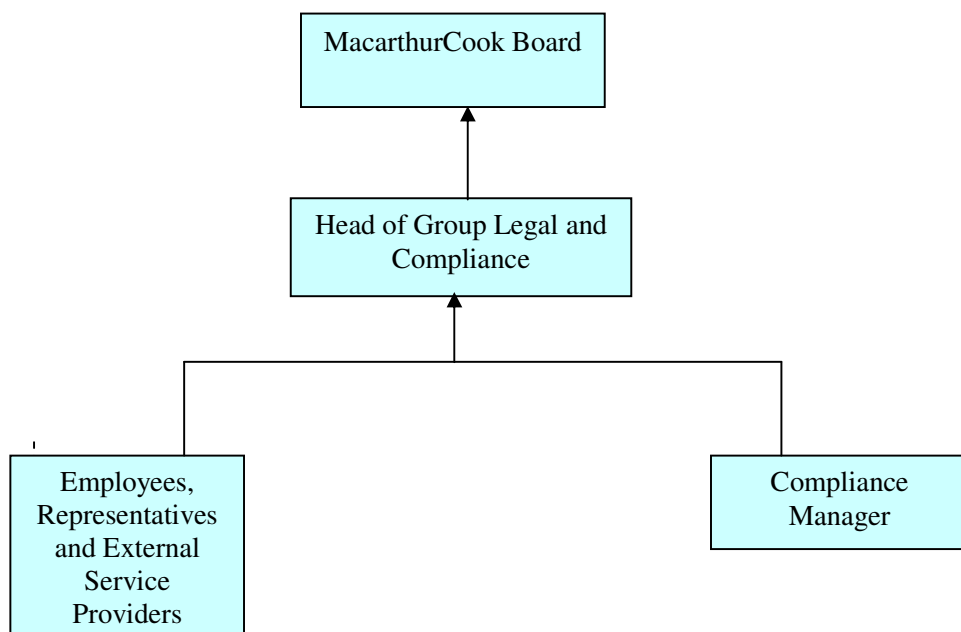 MacarthurCook Board
Head of Group Legal and
Compliance
Employees,
Representatives
and External
Service
Providers
Compliance
Manager